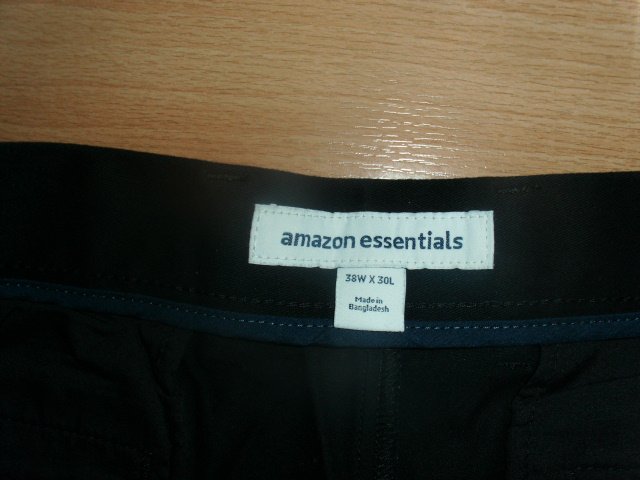 amazon essentials
38W X 30L
Made in
Bangladesh